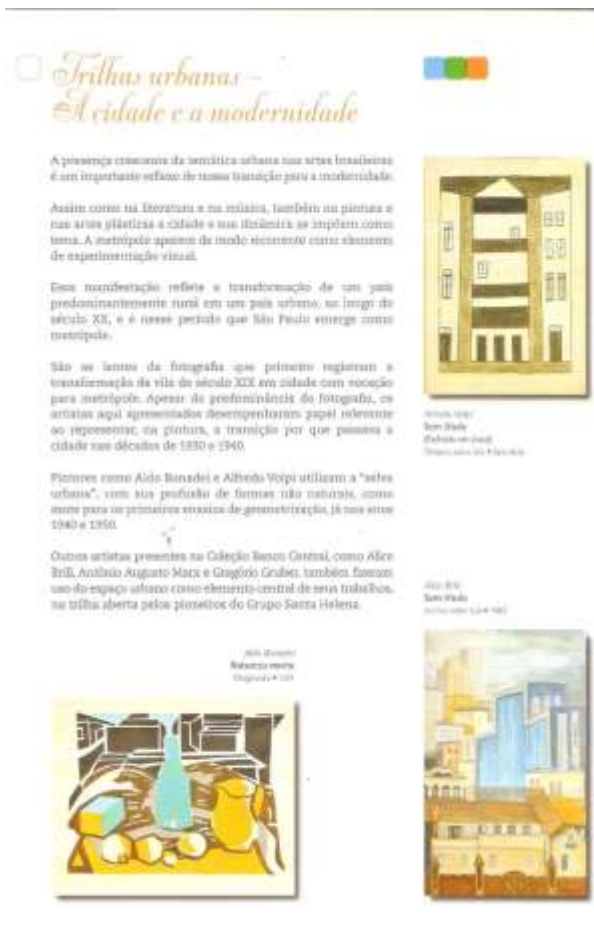 Trilhas urbanas –
A cidade e a modernidade
A presença crescente da temática urbana nas artes brasileiras
é um importante reflexo de nossa transição para a modernidade.
Assim como na literatura e na música, também na pintura e
nas artes plásticas a cidade e sua dinâmica se impõem como
tema. A metrópole aparece de modo recorrente como elemento
de experimentação visual.
Essa manifestação reflete a transformação de um país
predominantemente rural em um país urbano, ao longo do
século XX, e é nesse período que São Paulo emerge como
metrópole.
São as lentes da fotografia que primeiro registram a
transformação da vila do século XIX em cidade com vocação
para metrópole. Apesar da predominância da fotografia, os
artistas aqui apresentados desempenharam papel relevante
ao representar, na pintura, a transição por que passava a
cidade nas décadas de 1930 e 1940.
Pintores como Aldo Bonadei e Alfredo Volpi utilizam a "selva
urbana", com sua profusão de formas não naturais, como
mote para os primeiros ensaios de geometrização, já nos anos
1940 e 1950.
Outros artistas presentes na Coleção Banco Central, como Alice
Brill, Antônio Augusto Marx e Gregório Gruber, também fizeram
uso do espaço urbano como elemento central de seus trabalhos,
na trilha aberta pelos pioneiros do Grupo Santa Helena.
Alfredo Volpi
Sem título
Alice Brill
Sem título
Aldo Bonadei
Natureza morta